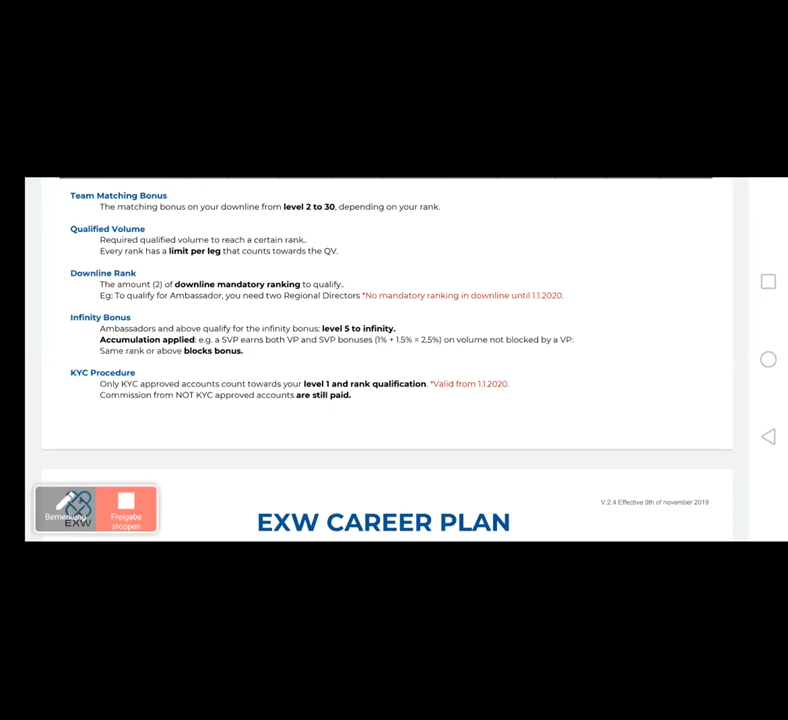 Team Matching Bonus
The matching bonus on your downline from level 2 to 30, depending on your rank.
Qualified Volume
Required qualified volume to reach a certain rank..
Every rank has a limit per leg that counts towards the QV.
Downline Rank
The amount (2) of downline mandatory ranking to qualify..
Eg: To qualify for Ambassador, you need two Regional Directors *No mandatory ranking in downline until 1.1.2020.
Infinity Bonus
Ambassadors and above qualify for the infinity bonus: level 5 to infinity.
Accumulation applied: e.g. a SVP earns both VP and SVP bonuses (1% + 1.5% = 2.5%) on volume not blocked by a VP:
Same rank or above blocks bonus.
KYC Procedure
Only KYC approved accounts count towards your level 1 and rank qualification. *Valid from 1.1.2020.
Commission from NOT KYC approved accounts are still paid.
V.2.4 Effective 9th of november 2019
EXW CAREER PLAN
Bemerkung
EXW
Freigabe
stoppen